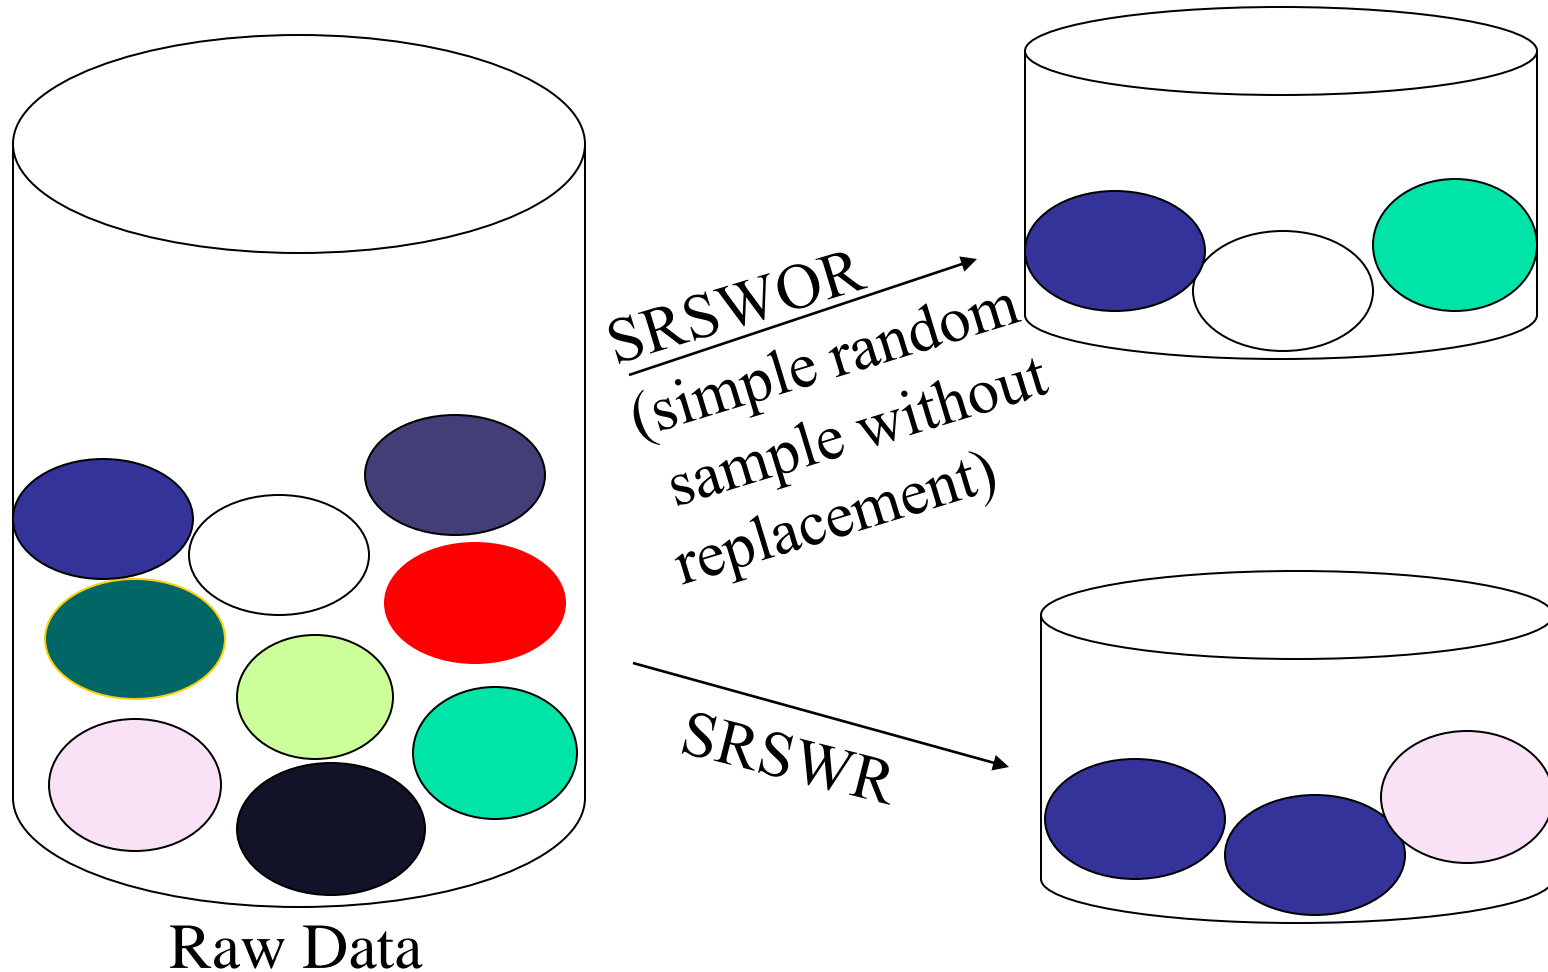 SRSWOR
(simple random
sample without
replacement)
SRSWR
Raw Data